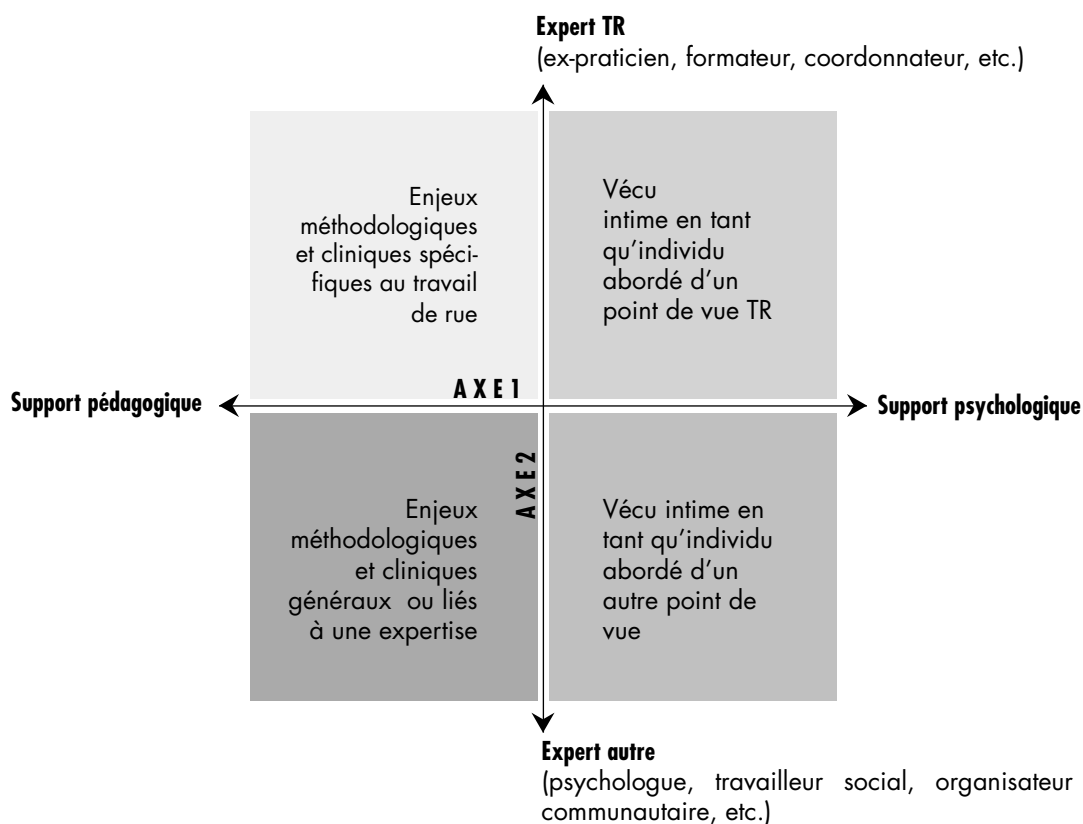 Expert TR
(ex-praticien, formateur, coordonnateur, etc.)
Enjeux
méthodologiques
et cliniques spéci-
fiques au travail
de rue
Vécu
intime en tant
qu'individu
abordé d'un
point de vue TR
AXE1
Support pédagogique
Support psychologique
AXE2
Enjeux
méthodologiques
et cliniques
généraux ou liés
à une expertise
Vécu intime en
tant qu'individu
abordé d'un
autre point de
vue
Expert autre
(psychologue, travailleur social, organisateur
communautaire, etc.)